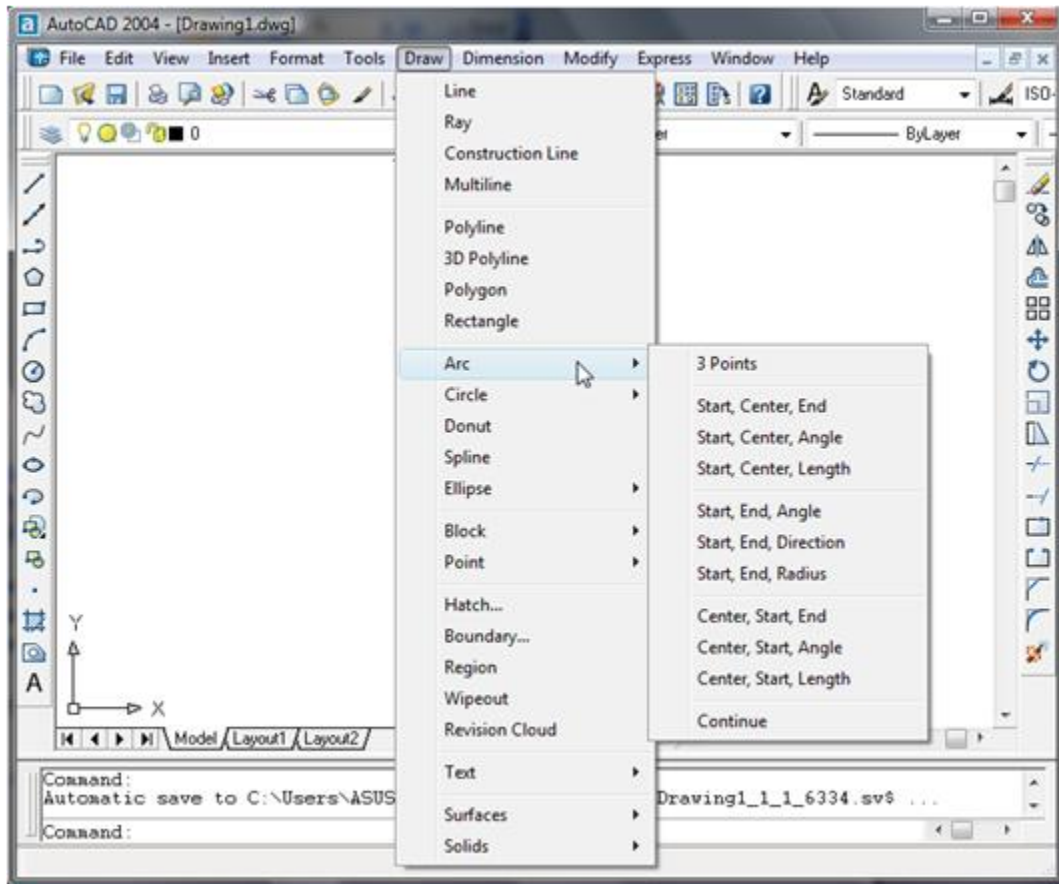 AutoCAD 2004 - [Drawing1.dwg]
File Edit View Insert Format Tools Draw Dimension Modify Express Window Help
Standard ISO-
0 ByLayer
Line
Ray
Construction Line
Multiline
Polyline
3D Polyline
Polygon
Rectangle
Arc
Circle
Donut
Spline
Ellipse
Block
Point
Hatch...
Boundary...
Region
Wipeout
Revision Cloud
Text
Surfaces
Solids
3 Points
Start, Center, End
Start, Center, Angle
Start, Center, Length
Start, End, Angle
Start, End, Direction
Start, End, Radius
Center, Start, End
Center, Start, Angle
Center, Start, Length
Continue
A
Y
X
Model Layout1 Layout2
Command:
Automatic save to C:\Users\ASUS Drawing1_1_1_6334.sv$ ...
Command: